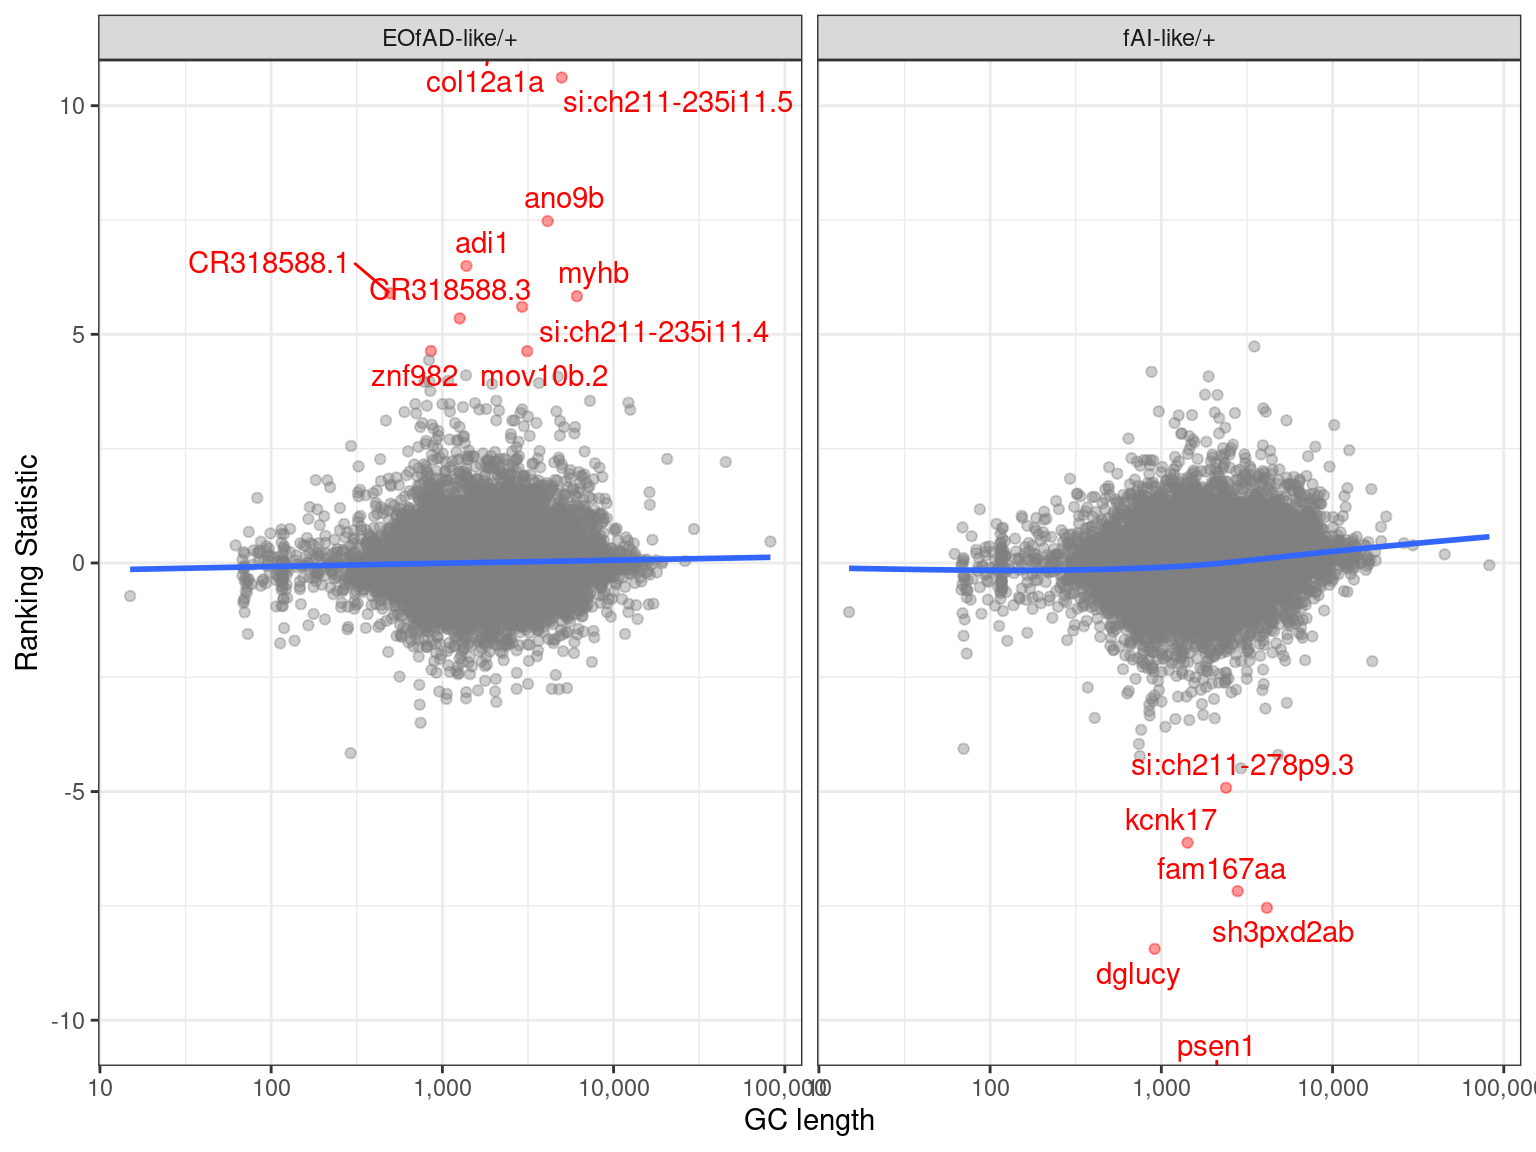 EOfAD-like/+
fAI-like/+
col12a1a
si:ch211-235i11.5
ano9b
adi1
CR318588.1
myhb
CR318588.3
si:ch211-235i11.4
znf982
mov10b.2
si:ch211-278p9.3
kcnk17
fam167aa
sh3pxd2ab
dglucy
psen1
10
5
0
-5
-10
Ranking Statistic
10 100 1,000 10,000 100,000
10 100 1,000 10,000 100,000
GC length